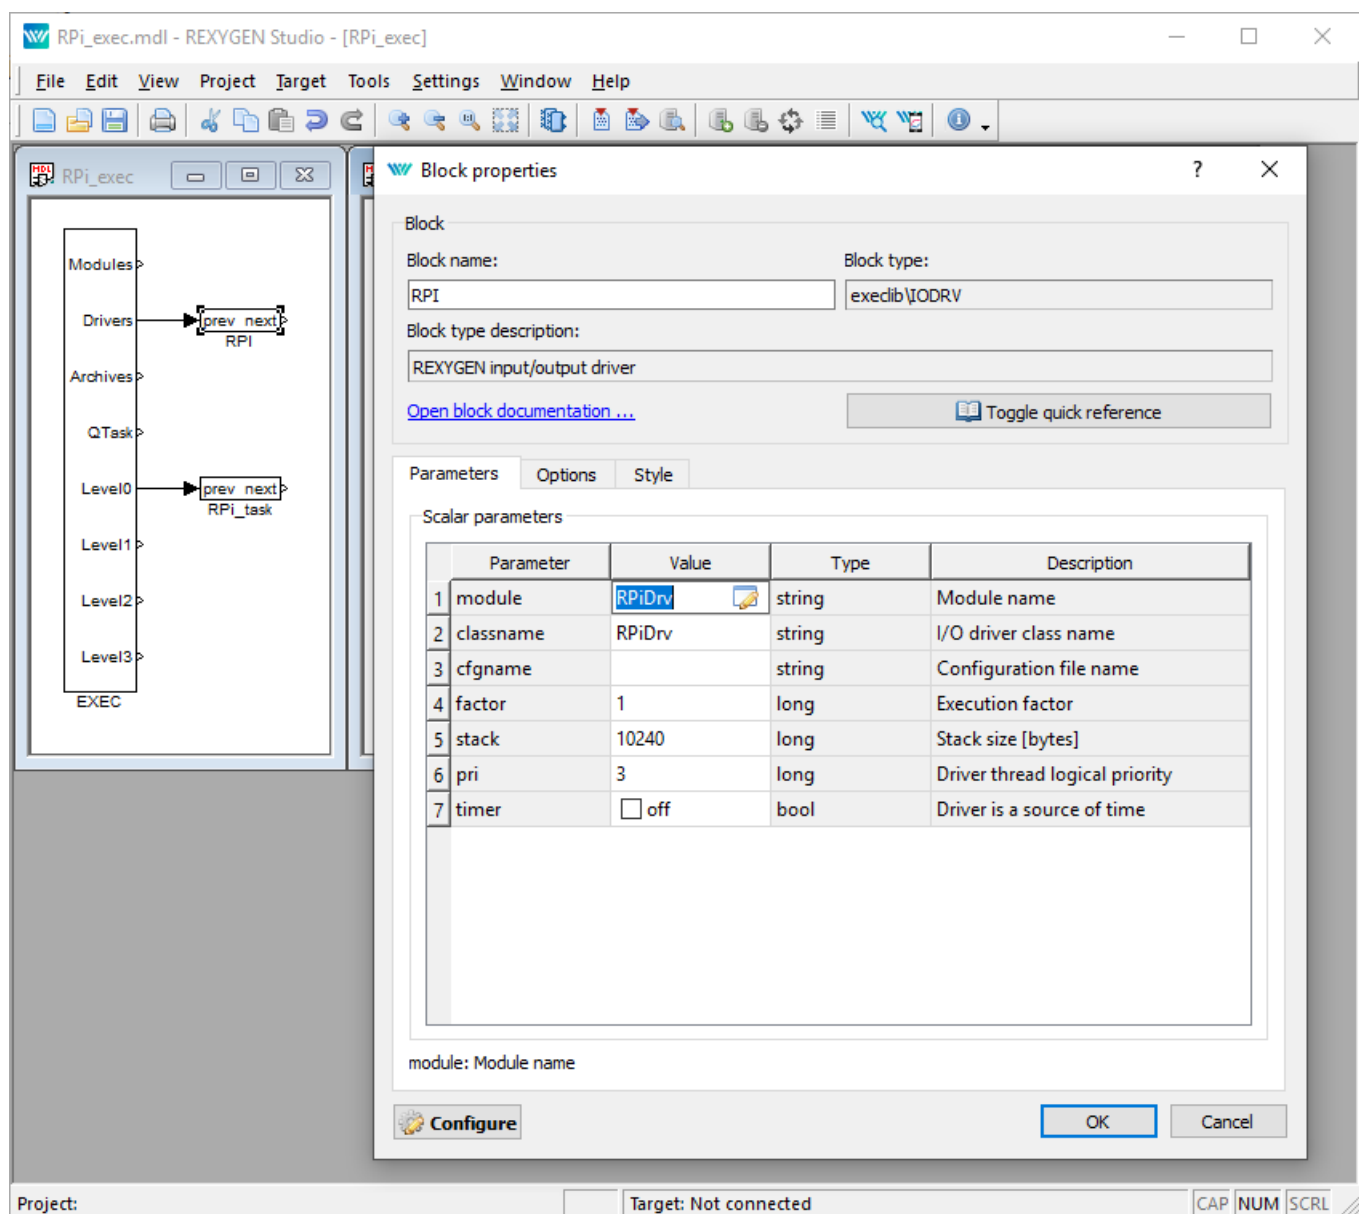 RPi_exec.mdl - REXYGEN Studio - [RPi_exec]
File Edit View Project Target Tools Settings Window Help
RPi_exec
Modules
Drivers
prev next
RPI
Archives
QTask
Level0
prev next
RPi_task
Level1
Level2
Level3
EXEC
Block properties
?
Block
Block name:
Block type:
RPI
execlib\IODRV
Block type description:
REXYGEN input/output driver
Open block documentation ...
Toggle quick reference
Parameters Options Style
Scalar parameters
Parameter Value Type Description
1 module RPiDrv string Module name
2 classname RPiDrv string I/O driver class name
3 cfgname string Configuration file name
4 factor 1 long Execution factor
5 stack 10240 long Stack size [bytes]
6 pri 3 long Driver thread logical priority
7 timer off bool Driver is a source of time
module: Module name
Configure
OK
Cancel
Project:
Target: Not connected
CAP NUM SCRL